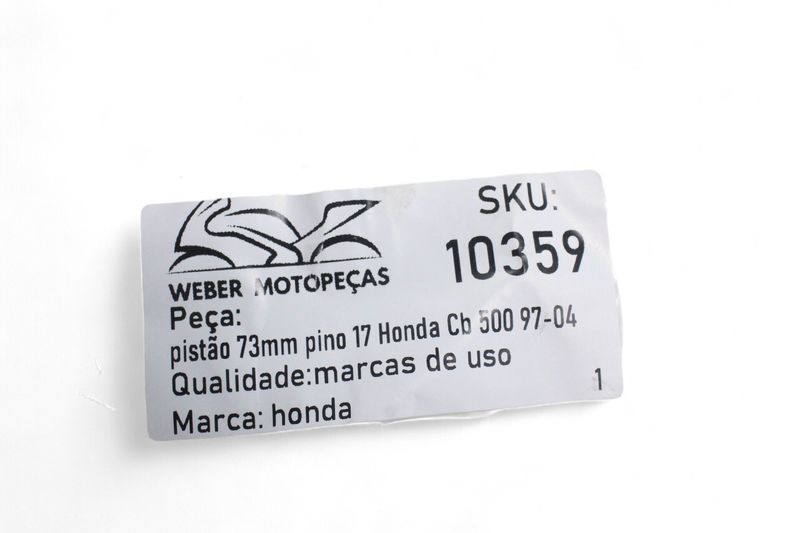 SKU:
10359
WEBER MOTOPEÇAS
Peça:
pistão 73mm pino 17 Honda Cb 500 97-04
Qualidade:marcas de uso
Marca: honda
1